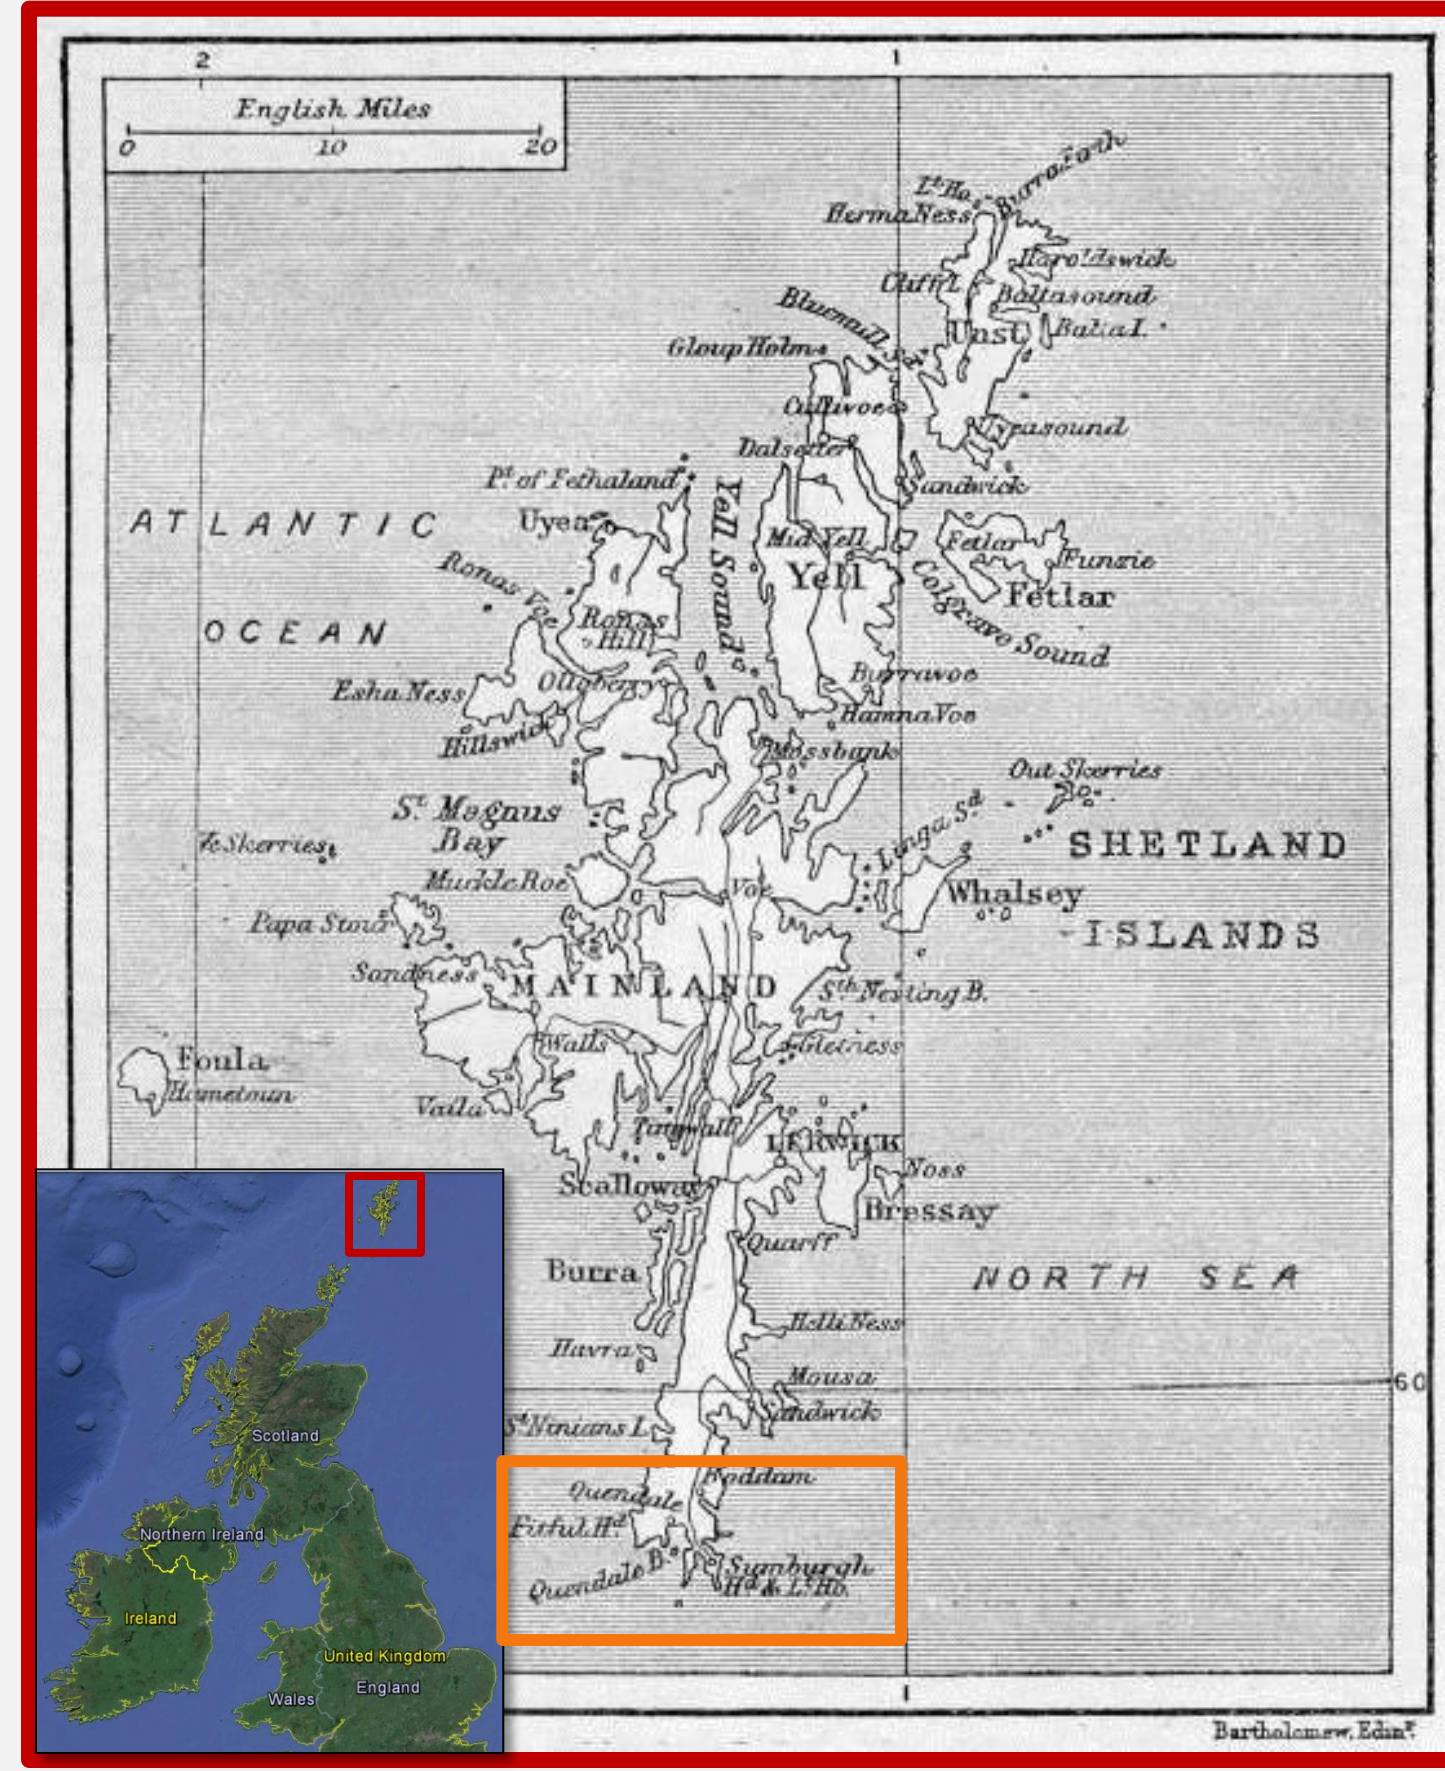 2
1
English Miles
0 10 20
Burra Forth
Lt. Ho.
Herma Ness
Haroldswick
Cliff L.
Baltasound
Blumull Sd.
Unst
Balta I.
Gloup Holm
Cullivoe
Uyeasound
Dalsetter
Pt. of Fethaland
Sandwick
Yell Sound
ATLANTIC
Uyea
Mid Yell
Fetlar
Funzie
Ronas Voe
Yell
Fetlar
Colgrave Sound
OCEAN
Ronas
Hill
Burravoe
Esha Ness
Ollaberry
Hamna Voe
Hillswick
Mossbank
Out Skerries
St. Magnus
Bay
Linga Sd.
SHETLAND
Ve Skerries
Muckle Roe
Voe
Whalsey
Papa Stour
ISLANDS
Sandness
MAINLAND
Sth. Nesting B.
Walls
Gletness
Foula
Hametoun
Vaila
Tingwall
LERWICK
Noss
Scalloway
Bressay
Quarff
Burra
NORTH SEA
Helli Ness
Havra
Mousa
60
Sandwick
St. Ninians I.
Scotland
Quendale
Fitful Hd.
Northern Ireland
Quendale B.
Sumburgh
Hd. & Lt. Ho.
Ireland
United Kingdom
England
Wales
1
Bartholomew, Edinr.